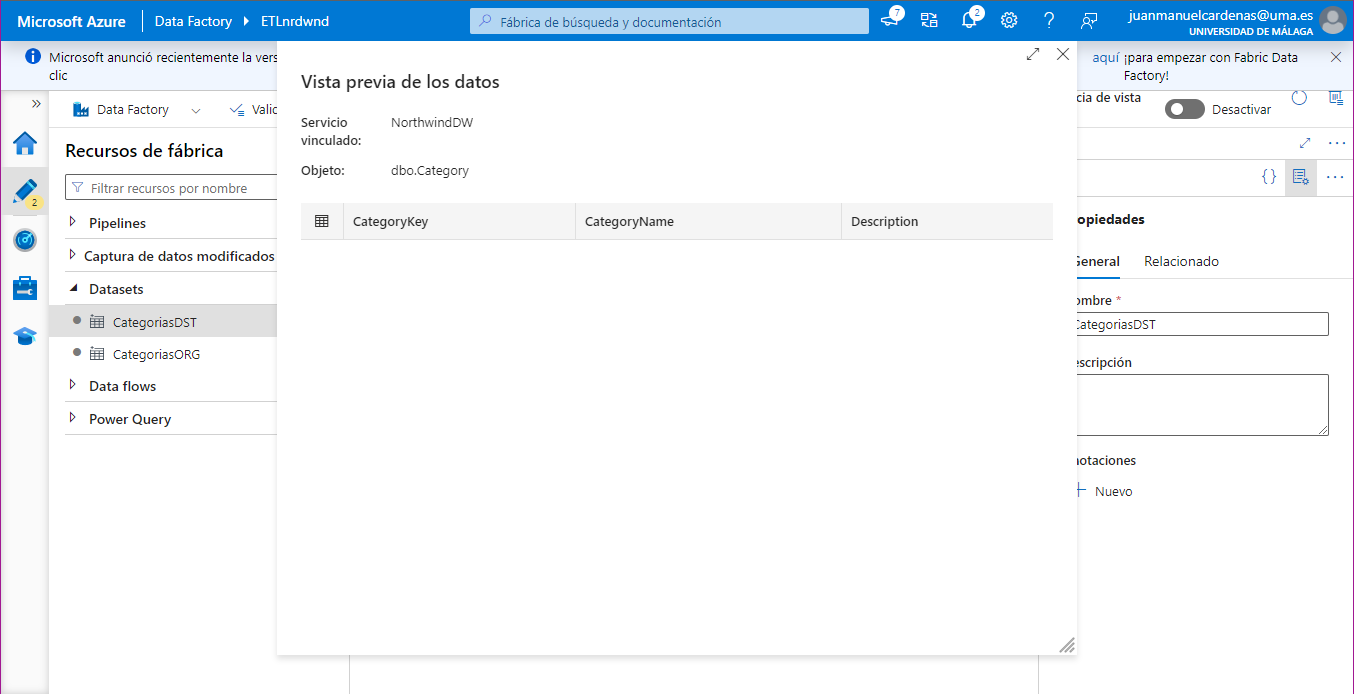 Microsoft Azure
Data Factory
ETLnrdwnd
Fábrica de búsqueda y documentación
7
2
juanmanuelcardenas@uma.es
UNIVERSIDAD DE MÁLAGA
Microsoft anunció recientemente la vers
clic
aquí ¡para empezar con Fabric Data
Factory!
Data Factory
Valid
cia de vista
Desactivar
Recursos de fábrica
Filtrar recursos por nombre
2
Pipelines
Captura de datos modificados
Datasets
CategoriasDST
CategoriasORG
Data flows
Power Query
Vista previa de los datos
Servicio
vinculado:
NorthwindDW
Objeto:
dbo.Category
CategoryKey
CategoryName
Description
ropiedades
General
Relacionado
ombre *
CategoriasDST
escripción
notaciones
Nuevo